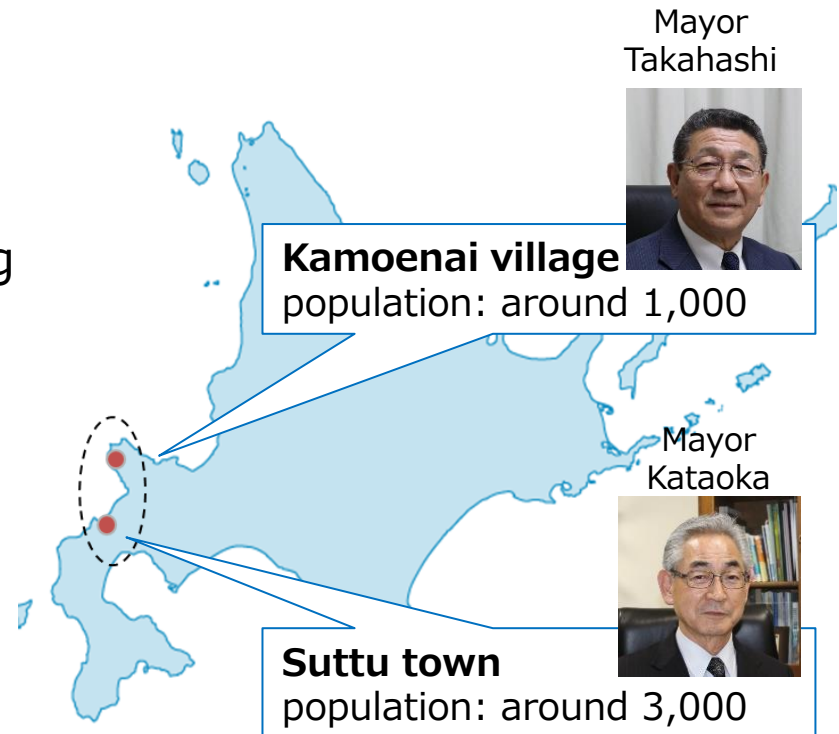 Mayor
Takahashi
g
Kamoenai village
population: around 1,000
Mayor
Kataoka
Suttu town
population: around 3,000